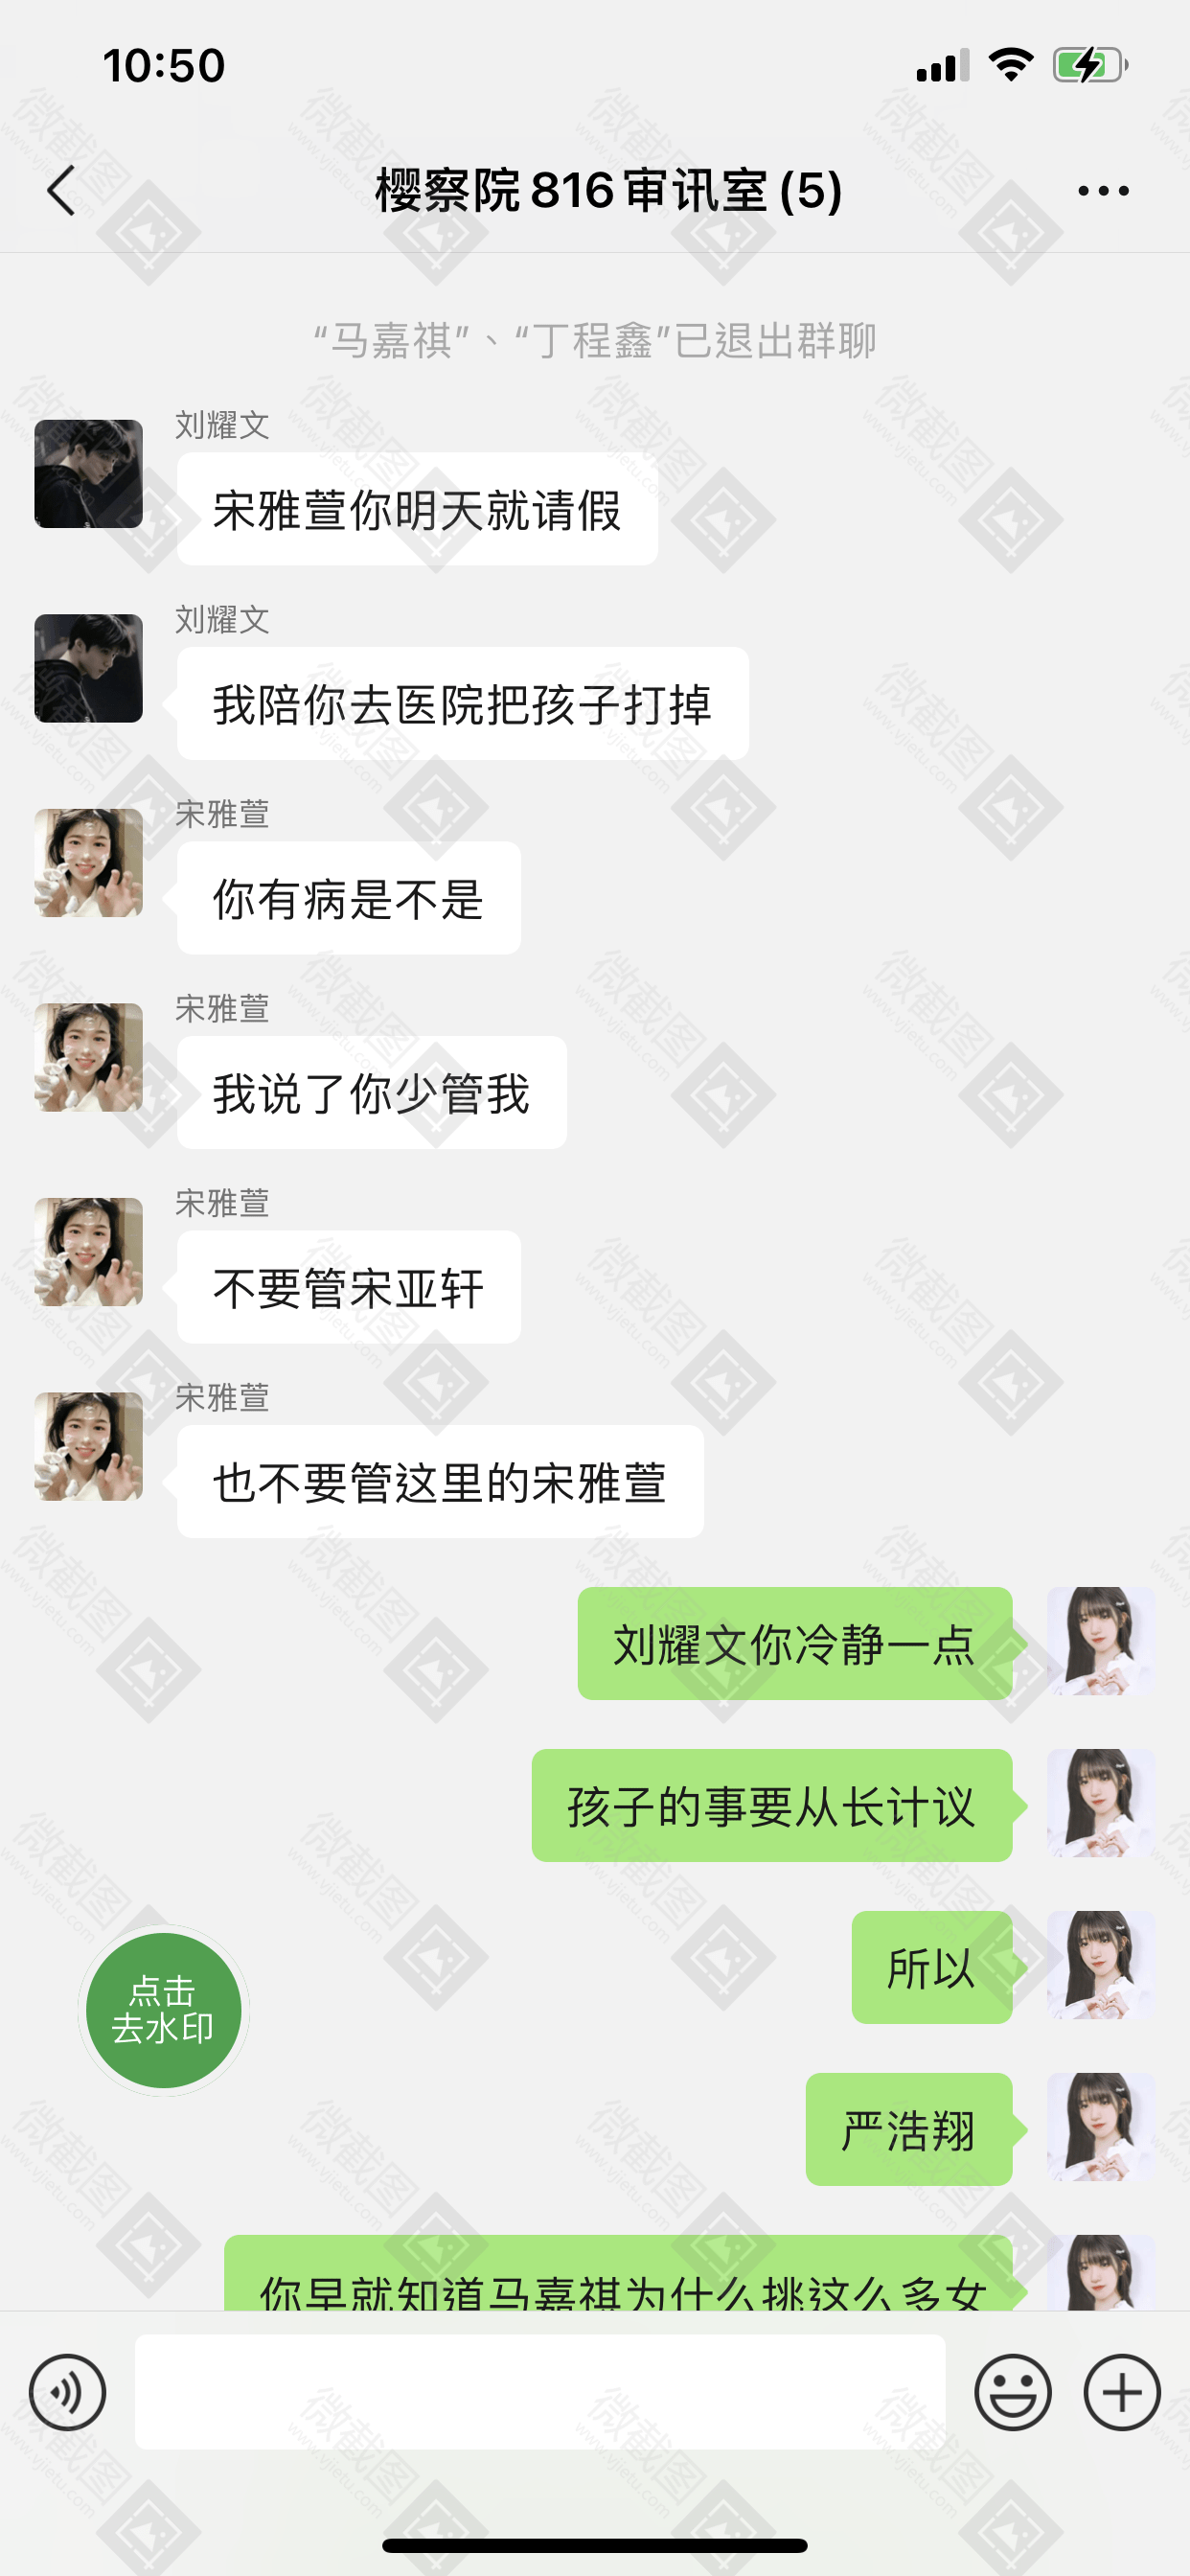 10:50
樱察院816审讯室(5)
“马嘉祺”、“丁程鑫”已退出群聊
刘耀文
宋雅萱你明天就请假
刘耀文
我陪你去医院把孩子打掉
宋雅萱
你有病是不是
宋雅萱
我说了你少管我
宋雅萱
不要管宋亚轩
宋雅萱
也不要管这里的宋雅萱
刘耀文你冷静一点
孩子的事要从长计议
所以
严浩翔
你早就知道马嘉祺为什么挑这么多女
点击
去水印
微截图
www.vjietu.com